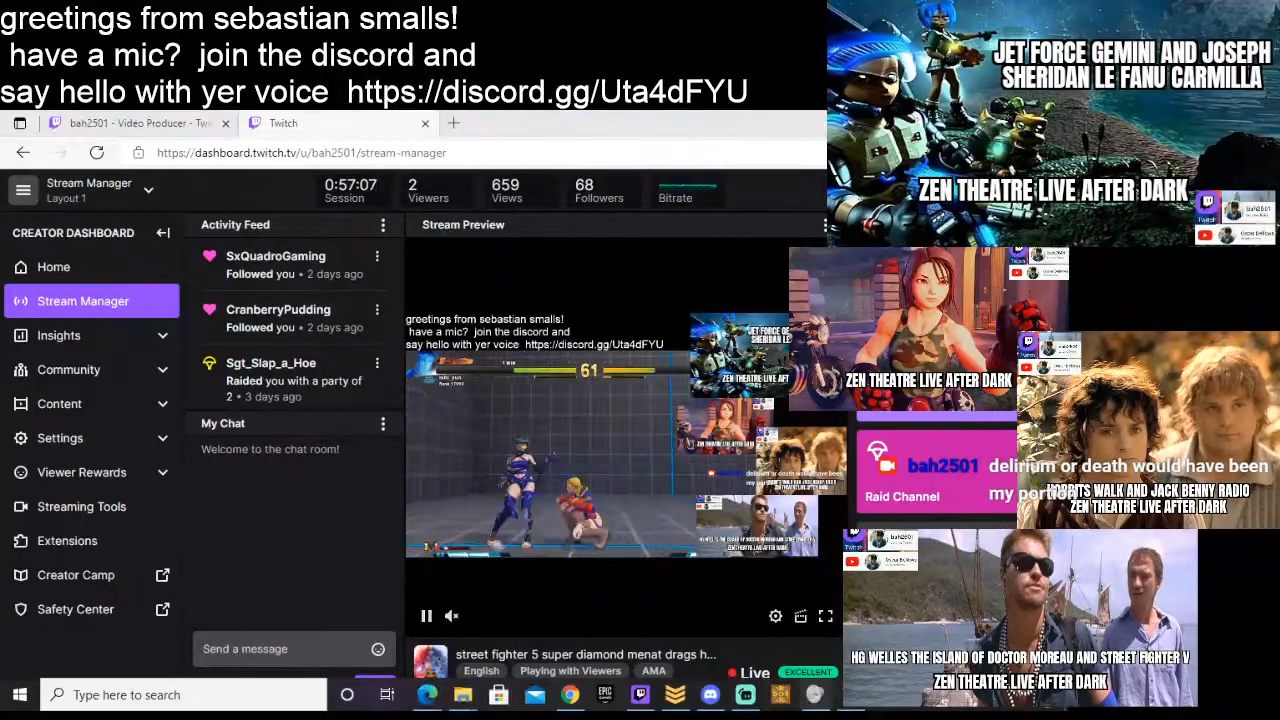 greetings from sebastian smalls!
have a mic? join the discord and
say hello with yer voice https://discord.gg/Uta4dFYU
JET FORCE GEMINI AND JOSEPH
SHERIDAN LE FANU CARMILLA
ZEN THEATRE LIVE AFTER DARK
Twitch
bah2501
Oscar Bellows
bah2501 - Video Producer - Twi
Twitch
https://dashboard.twitch.tv/u/bah2501/stream-manager
Stream Manager
Layout 1
0:57:07
Session
2
Viewers
659
Views
68
Followers
Bitrate
CREATOR DASHBOARD
Home
Stream Manager
Insights
Community
Content
Settings
Viewer Rewards
Streaming Tools
Extensions
Creator Camp
Safety Center
Activity Feed
SxQuadroGaming
Followed you • 2 days ago
CranberryPudding
Followed you • 2 days ago
Sgt_Slap_a_Hoe
Raided you with a party of
2 • 3 days ago
My Chat
Welcome to the chat room!
Send a message
Stream Preview
greetings from sebastian smalls!
have a mic? join the discord and
say hello with yer voice https://discord.gg/Uta4dFYU
61
street fighter 5 super diamond menat drags h...
English
Playing with Viewers
AMA
Live
EXCELLENT
ZEN THEATRE LIVE AFTER DARK
bah2501 delirium or death would have been
my portion
Raid Channel
HOBBITS WALK AND JACK BENNY RADIO
ZEN THEATRE LIVE AFTER DARK
Twitch
bah2501
Oscar Bellows
HG WELLES THE ISLAND OF DOCTOR MOREAU AND STREET FIGHTER V
ZEN THEATRE LIVE AFTER DARK
Type here to search